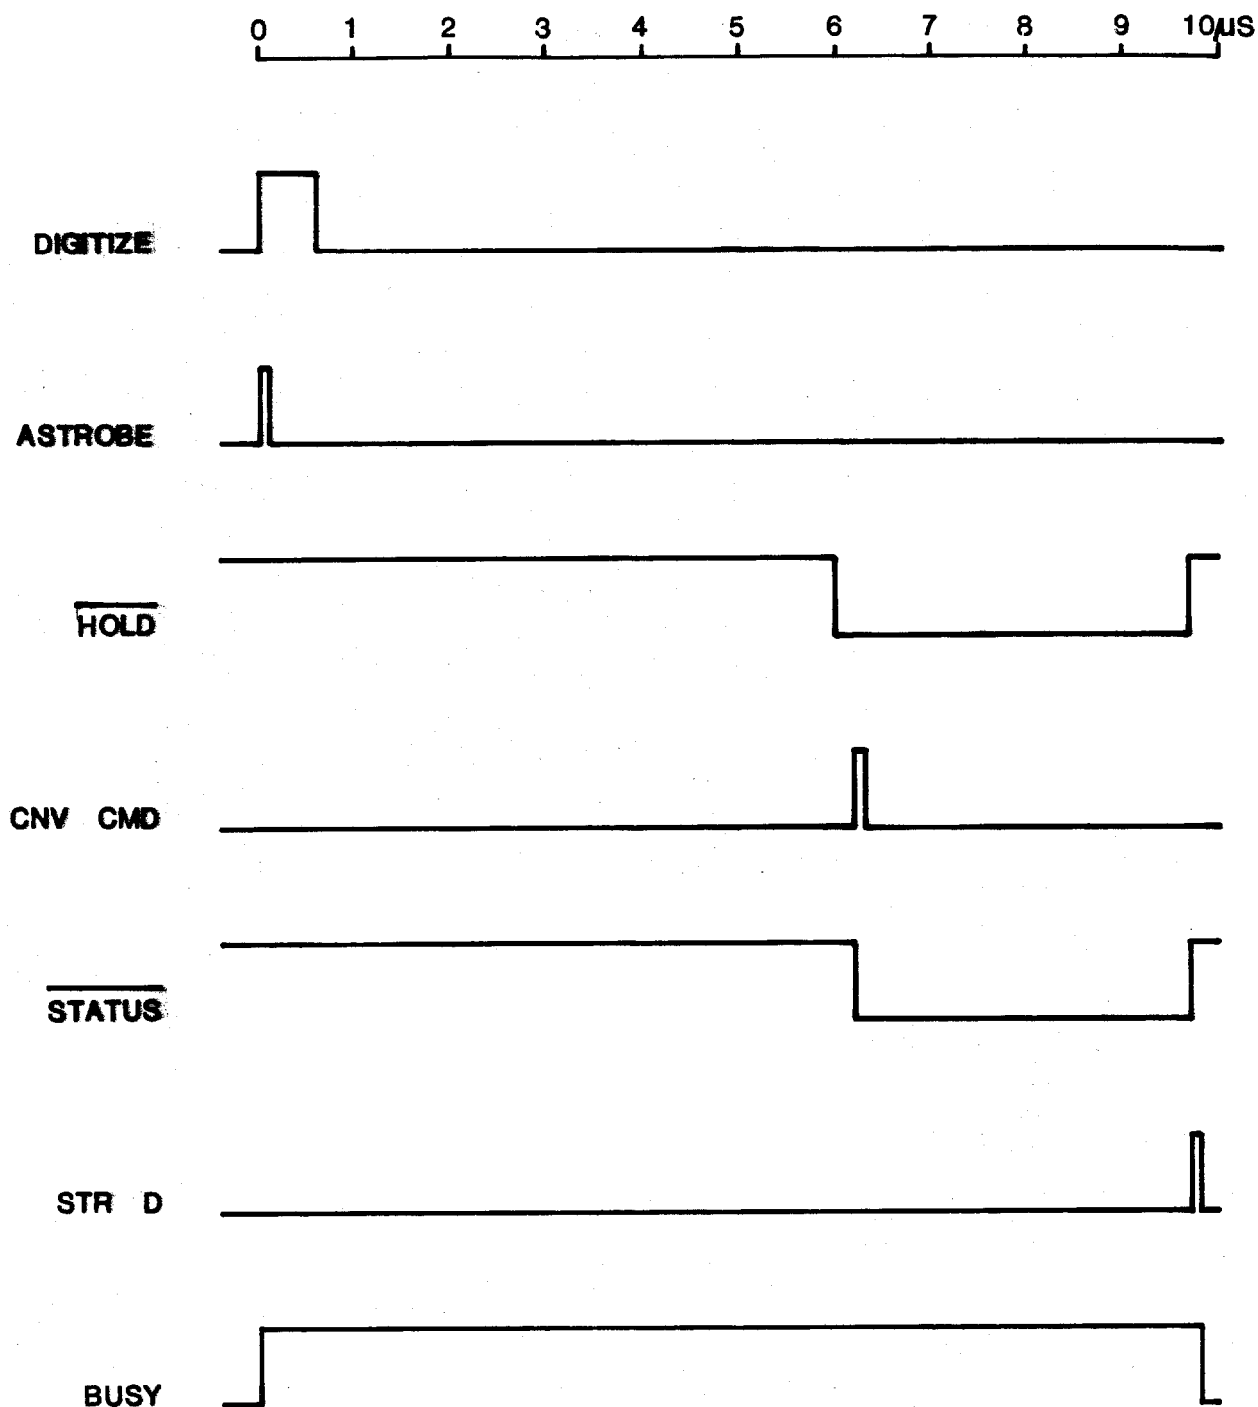 0 1 2 3 4 5 6 7 8 9 10µS
DIGITIZE
ASTROBE
HOLD
CNV CMD
STATUS
STR D
BUSY